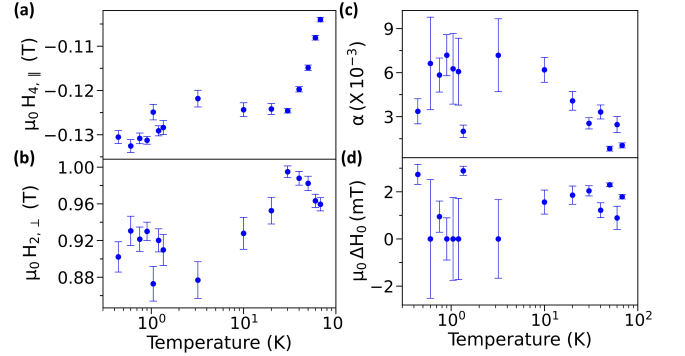 (a)
−0.11
−0.12
−0.13
μ₀ H₄, ∥ (T)
(c)
9
6
3
α (X 10⁻³)
(b)
1.00
0.96
0.92
0.88
μ₀ H₂, ⊥ (T)
10⁰ 10¹ 10
Temperature (K)
(d)
2
0
−2
μ₀ ΔH₀ (mT)
10⁰ 10¹ 10²
Temperature (K)